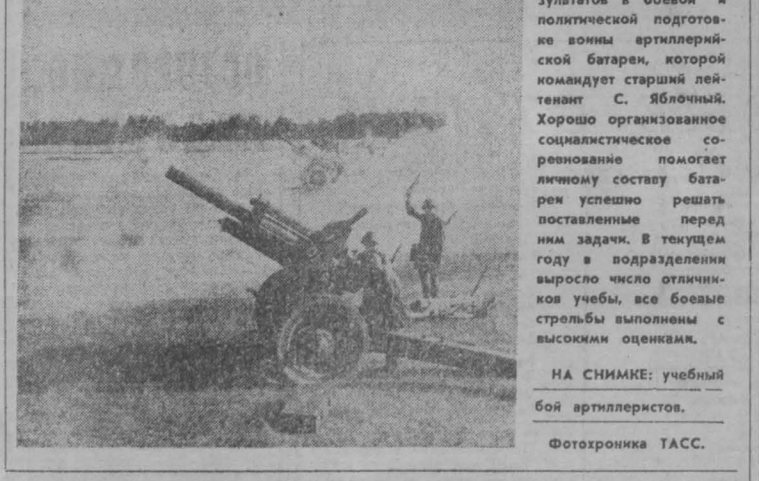 зультатов в боевой и
политической подготов-
ке воины артиллерий-
ской батареи, которой
командует старший лей-
тенант С. Яблочный.
Хорошо организованное
социалистическое со-
ревнование помогает
личному составу бата-
реи успешно решать
поставленные перед
ним задачи. В текущем
году в подразделении
выросло число отлични-
ков учебы, все боевые
стрельбы выполнены с
высокими оценками.
НА СНИМКЕ: учебный
бой артиллеристов.
Фотохроника ТАСС.